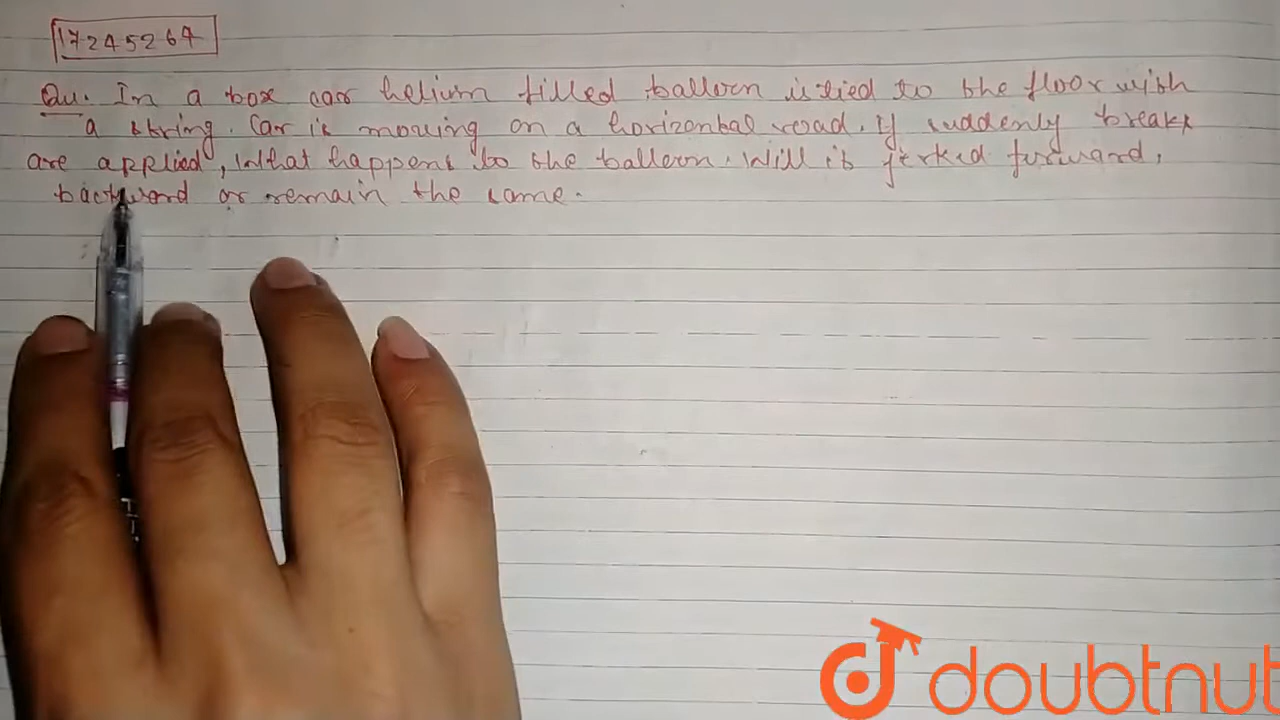 17245264
Qu. In a box car helium filled balloon is tied to the floor with
a string. Car is moving on a horizontal road. If suddenly breaks
are applied, what happens to the balloon. Will it jerked forward,
backward or remain the same.
doubtnut